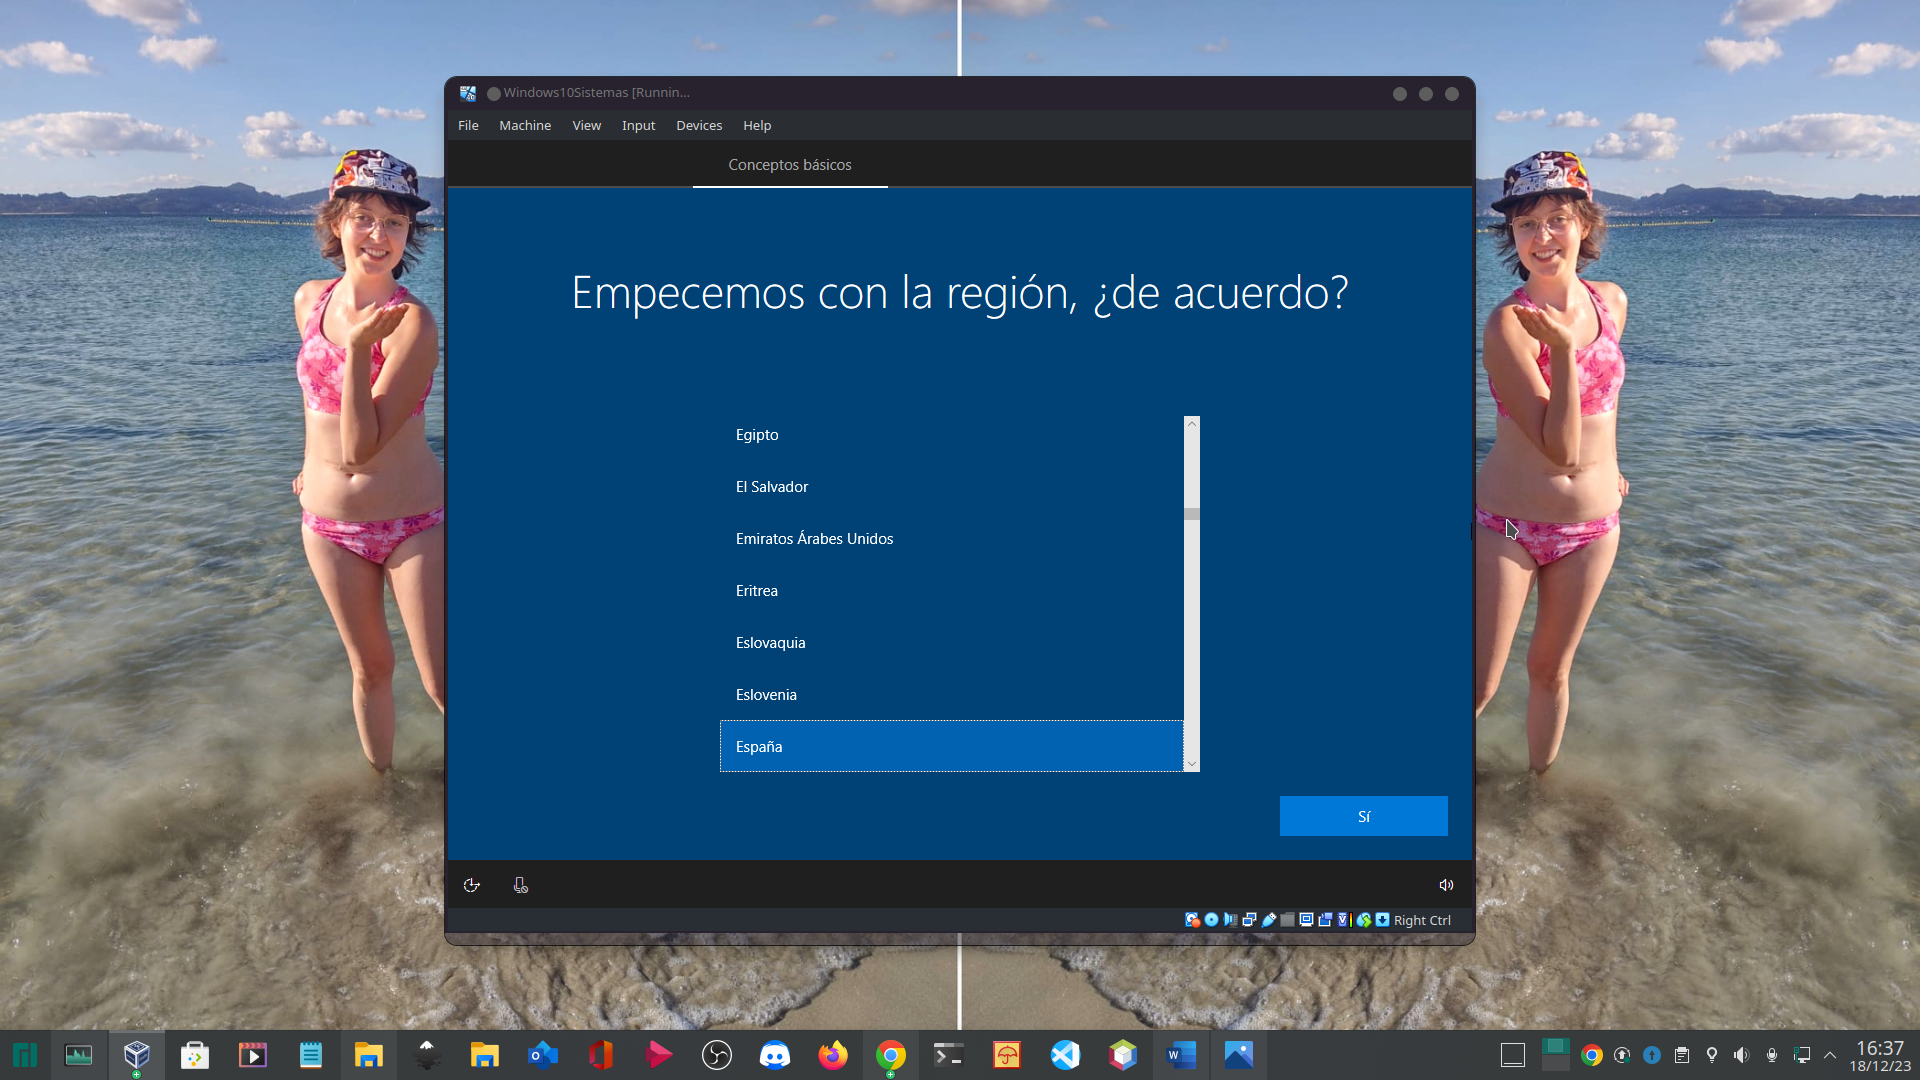 Windows10Sistemas [Runnin...
File Machine View Input Devices Help
Conceptos básicos
Empecemos con la región, ¿de acuerdo?
Egipto
El Salvador
Emiratos Árabes Unidos
Eritrea
Eslovaquia
Eslovenia
España
Sí
Right Ctrl
16:37
18/12/23